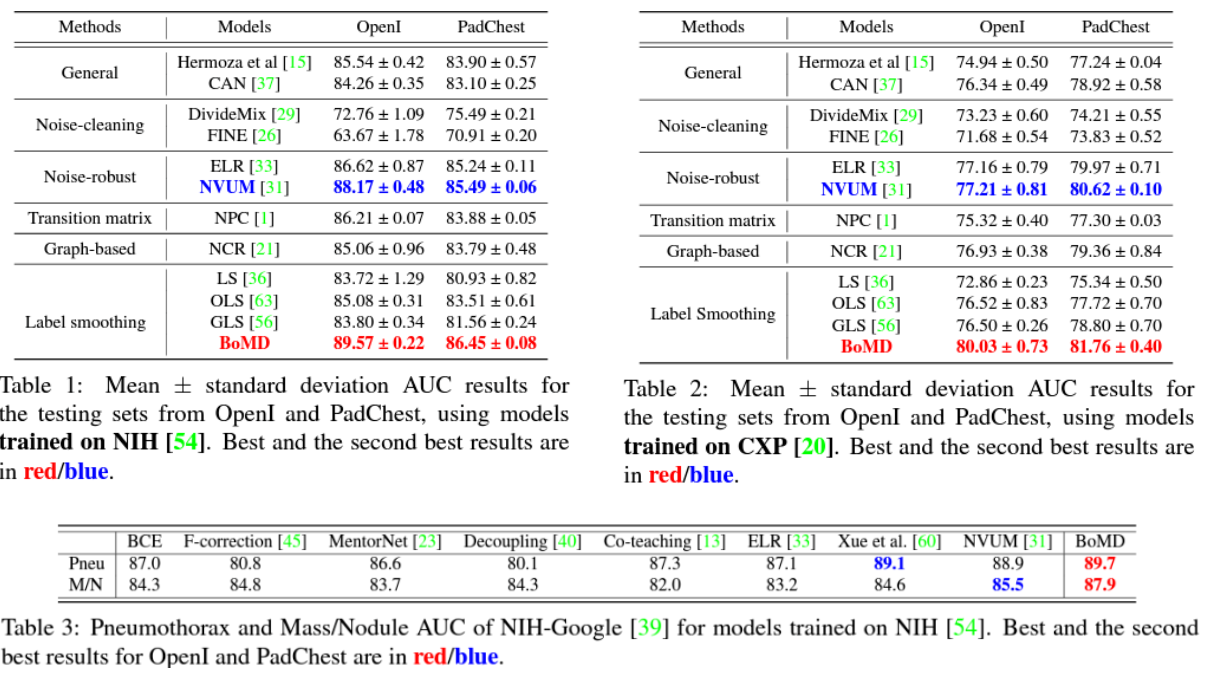 Methods Models OpenI PadChest
General Hermoza et al [15] 85.54 ± 0.42 83.90 ± 0.57
CAN [37] 84.26 ± 0.35 83.10 ± 0.25
Noise-cleaning DivideMix [29] 72.76 ± 1.09 75.49 ± 0.21
FINE [26] 63.67 ± 1.78 70.91 ± 0.20
Noise-robust ELR [33] 86.62 ± 0.87 85.24 ± 0.11
NVUM [31] 88.17 ± 0.48 85.49 ± 0.06
Transition matrix NPC [1] 86.21 ± 0.07 83.88 ± 0.05
Graph-based NCR [21] 85.06 ± 0.96 83.79 ± 0.48
Label smoothing LS [36] 83.72 ± 1.29 80.93 ± 0.82
OLS [63] 85.08 ± 0.31 83.51 ± 0.61
GLS [56] 83.80 ± 0.34 81.56 ± 0.24
BoMD 89.57 ± 0.22 86.45 ± 0.08
Table 1: Mean ± standard deviation AUC results for
the testing sets from OpenI and PadChest, using models
trained on NIH [54]. Best and the second best results are
in red/blue.
Methods Models OpenI PadChest
General Hermoza et al [15] 74.94 ± 0.50 77.24 ± 0.04
CAN [37] 76.34 ± 0.49 78.92 ± 0.58
Noise-cleaning DivideMix [29] 73.23 ± 0.60 74.21 ± 0.55
FINE [26] 71.68 ± 0.54 73.83 ± 0.52
Noise-robust ELR [33] 77.16 ± 0.79 79.97 ± 0.71
NVUM [31] 77.21 ± 0.81 80.62 ± 0.10
Transition matrix NPC [1] 75.32 ± 0.40 77.30 ± 0.03
Graph-based NCR [21] 76.93 ± 0.38 79.36 ± 0.84
Label Smoothing LS [36] 72.86 ± 0.23 75.34 ± 0.50
OLS [63] 76.52 ± 0.83 77.72 ± 0.70
GLS [56] 76.50 ± 0.26 78.80 ± 0.70
BoMD 80.03 ± 0.73 81.76 ± 0.40
Table 2: Mean ± standard deviation AUC results for
the testing sets from OpenI and PadChest, using models
trained on CXP [20]. Best and the second best results are
in red/blue.
BCE F-correction [45] MentorNet [23] Decoupling [40] Co-teaching [13] ELR [33] Xue et al. [60] NVUM [31] BoMD
Pneu 87.0 80.8 86.6 80.1 87.3 87.1 89.1 88.9 89.7
M/N 84.3 84.8 83.7 84.3 82.0 83.2 84.6 85.5 87.9
Table 3: Pneumothorax and Mass/Nodule AUC of NIH-Google [39] for models trained on NIH [54]. Best and the second
best results for OpenI and PadChest are in red/blue.